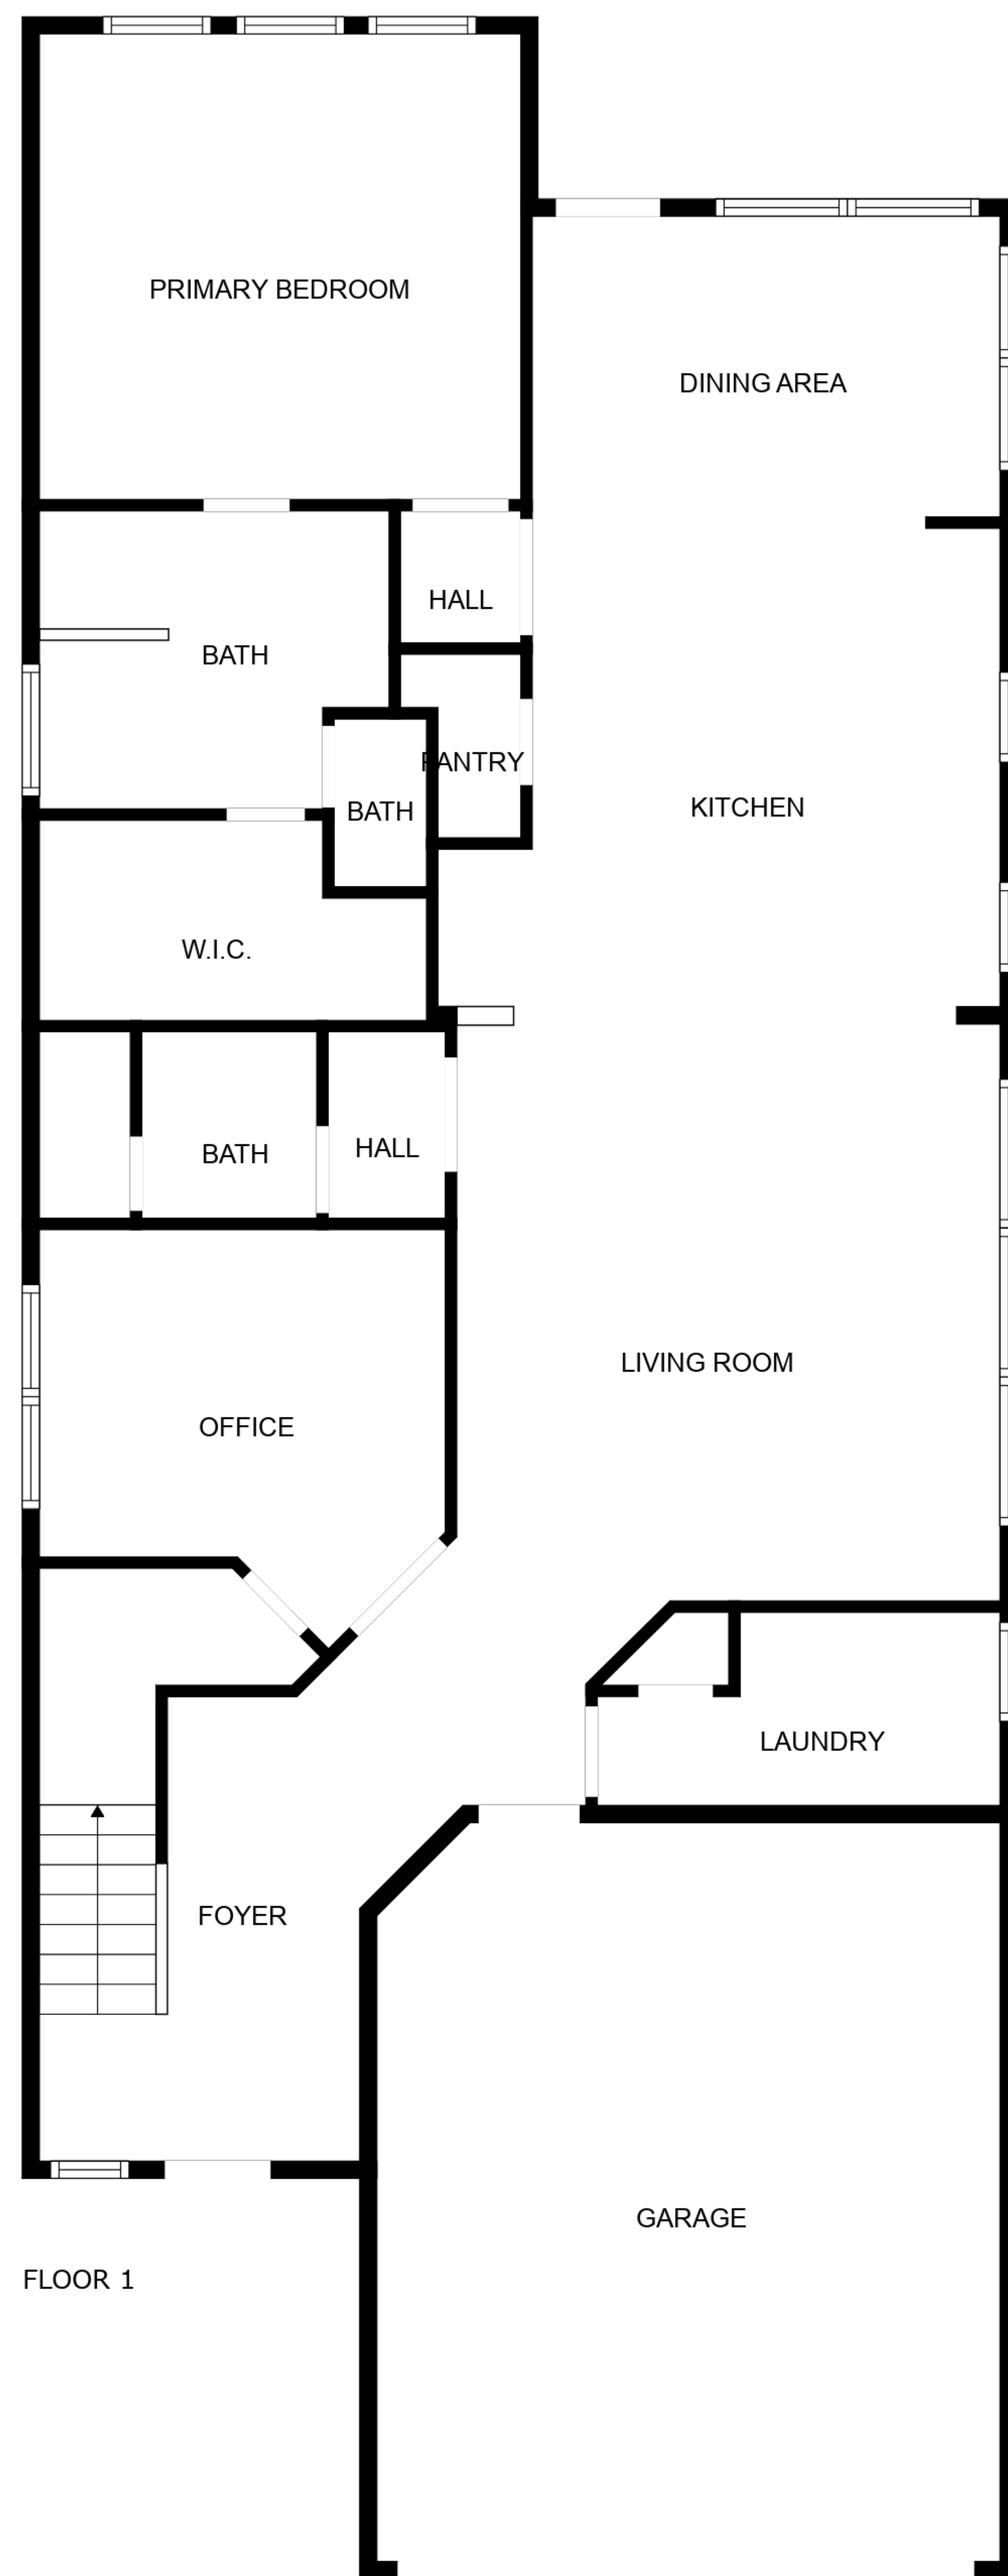 PRIMARY BEDROOM
DINING AREA
HALL
BATH
PANTRY
KITCHEN
BATH
W.I.C.
BATH
HALL
LIVING ROOM
OFFICE
LAUNDRY
FOYER
GARAGE
FLOOR 1